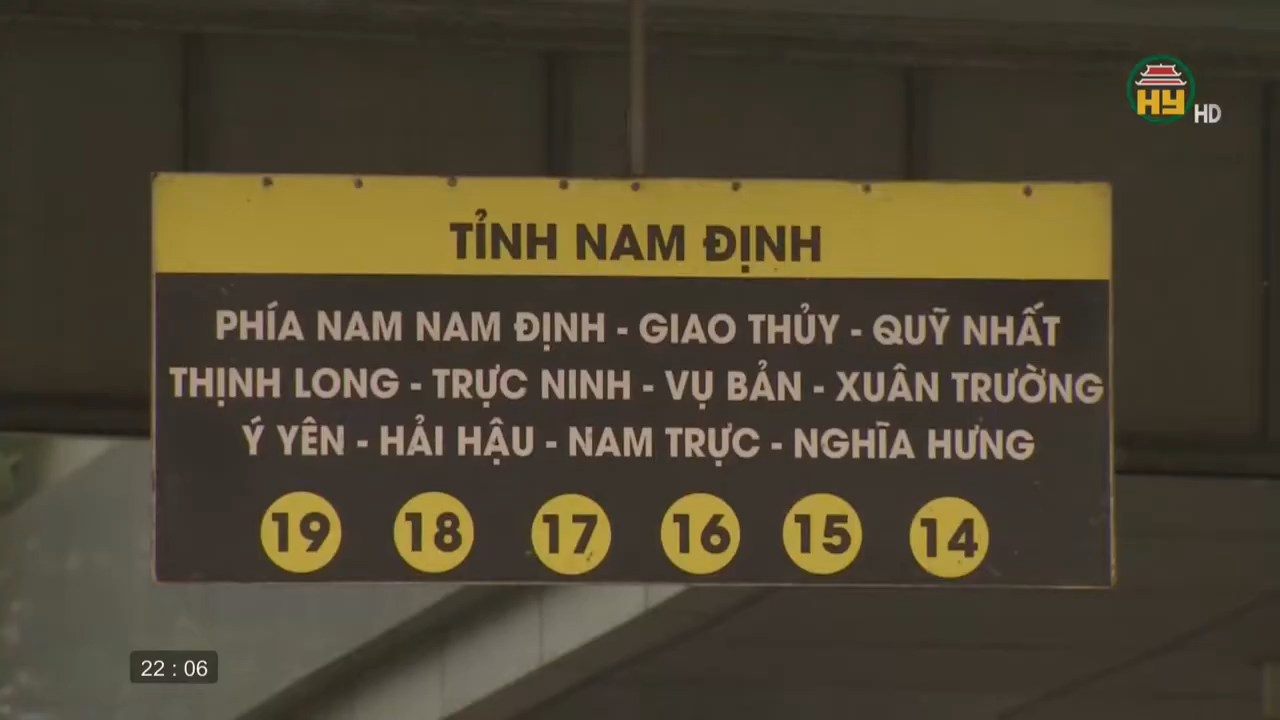 HY HD
TỈNH NAM ĐỊNH
PHÍA NAM NAM ĐỊNH - GIAO THỦY - QUỸ NHẤT
THỊNH LONG - TRỰC NINH - VỤ BẢN - XUÂN TRƯỜNG
Ý YÊN - HẢI HẬU - NAM TRỰC - NGHĨA HƯNG
19 18 17 16 15 14
22 : 06